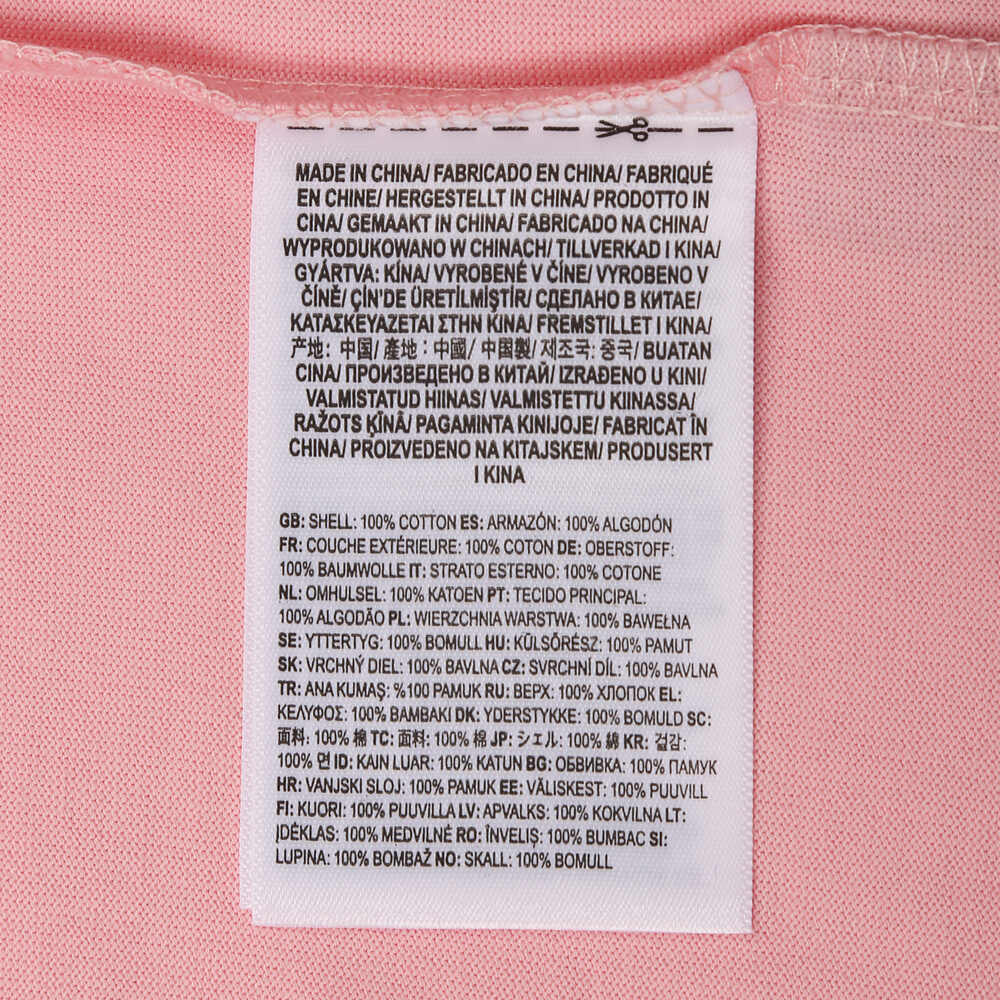 MADE IN CHINA/ FABRICADO EN CHINA/ FABRIQUÉ
EN CHINE/ HERGESTELLT IN CHINA/ PRODOTTO IN
CINA/ GEMAAKT IN CHINA/ FABRICADO NA CHINA/
WYPRODUKOWANO W CHINACH/ TILLVERKAD I KINA/
GYÁRTVA: KÍNA/ VYROBENÉ V ČÍNE/ VYROBENO V
ČÍNĚ/ ÇİN'DE ÜRETİLMİŞTİR/ СДЕЛАНО В КИТАЕ/
ΚΑΤΑΣΚΕΥΑΖΕΤΑΙ ΣΤΗΝ ΚΙΝΑ/ FREMSTILLET I KINA/
产地: 中国/ 產地：中國/ 中国製/ 제조국: 중국/ BUATAN
CINA/ ПРОИЗВЕДЕНО В КИТАЙ/ IZRAĐENO U KINI/
VALMISTATUD HIINAS/ VALMISTETTU KIINASSA/
RAŽOTS ĶĪNĀ/ PAGAMINTA KINIJOJE/ FABRICAT ÎN
CHINA/ PROIZVEDENO NA KITAJSKEM/ PRODUSERT
I KINA
GB: SHELL: 100% COTTON ES: ARMAZÓN: 100% ALGODÓN
FR: COUCHE EXTÉRIEURE: 100% COTON DE: OBERSTOFF:
100% BAUMWOLLE IT: STRATO ESTERNO: 100% COTONE
NL: OMHULSEL: 100% KATOEN PT: TECIDO PRINCIPAL:
100% ALGODÃO PL: WIERZCHNIA WARSTWA: 100% BAWEŁNA
SE: YTTERTYG: 100% BOMULL HU: KÜLSŐRÉSZ: 100% PAMUT
SK: VRCHNÝ DIEL: 100% BAVLNA CZ: SVRCHNÍ DÍL: 100% BAVLNA
TR: ANA KUMAŞ: %100 PAMUK RU: ВЕРХ: 100% ХЛОПОК EL:
ΚΕΛΥΦΟΣ: 100% ΒΑΜΒΑΚΙ DK: YDERSTYKKE: 100% BOMULD SC:
面料: 100% 棉 TC: 面料: 100% 棉 JP: シェル: 100% 綿 KR: 겉감:
100% 면 ID: KAIN LUAR: 100% KATUN BG: ОБВИВКА: 100% ПАМУК
HR: VANJSKI SLOJ: 100% PAMUK EE: VÄLISKEST: 100% PUUVILL
FI: KUORI: 100% PUUVILLA LV: APVALKS: 100% KOKVILNA LT:
ĮDĖKLAS: 100% MEDVILNĖ RO: ÎNVELIȘ: 100% BUMBAC SI:
LUPINA: 100% BOMBAŽ NO: SKALL: 100% BOMULL